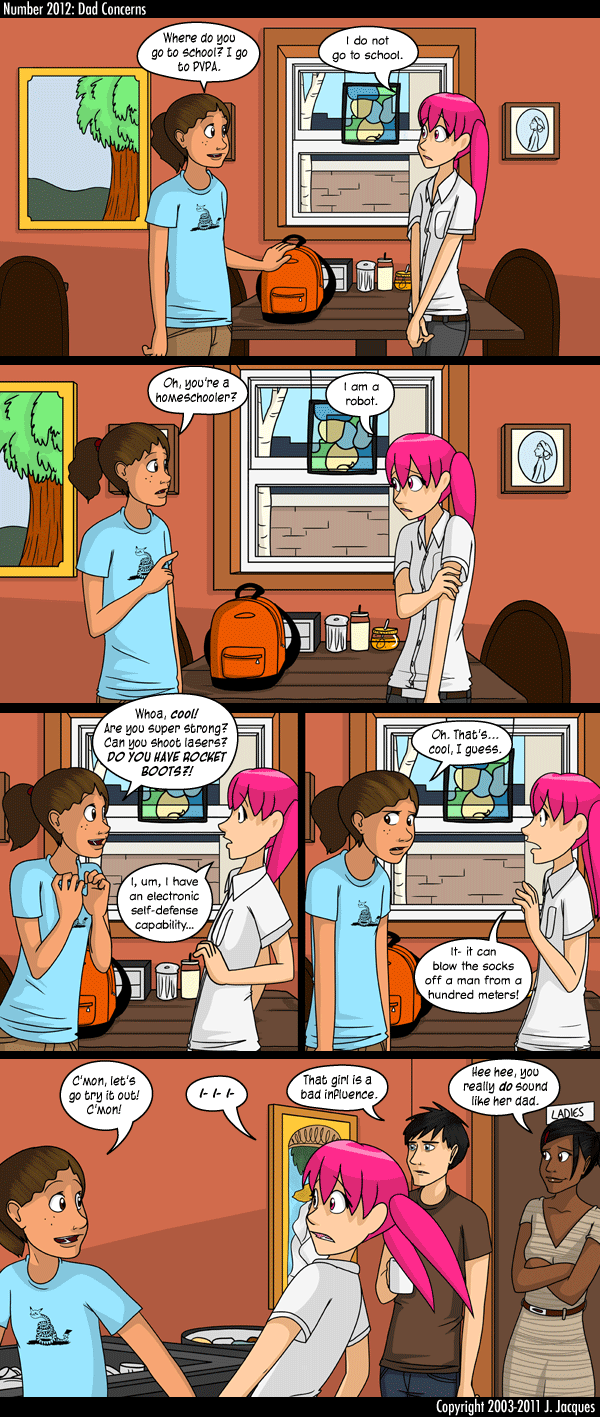 Number 2012: Dad Concerns
Where do you
go to school? I go
to PVPA.
I do not
go to school.
Oh, you're a
homeschooler?
I am a
robot.
Whoa, cool!
Are you super strong?
Can you shoot lasers?
DO YOU HAVE ROCKET
BOOTS?!
I, um, I have
an electronic
self-defense
capability...
Oh. That's...
cool, I guess.
It- it can
blow the socks
off a man from a
hundred meters!
C'mon, let's
go try it out!
C'mon!
I- I- I-
That girl is a
bad influence.
Hee hee, you
really do sound
like her dad.
LADIES
Copyright 2003-2011 J. Jacques